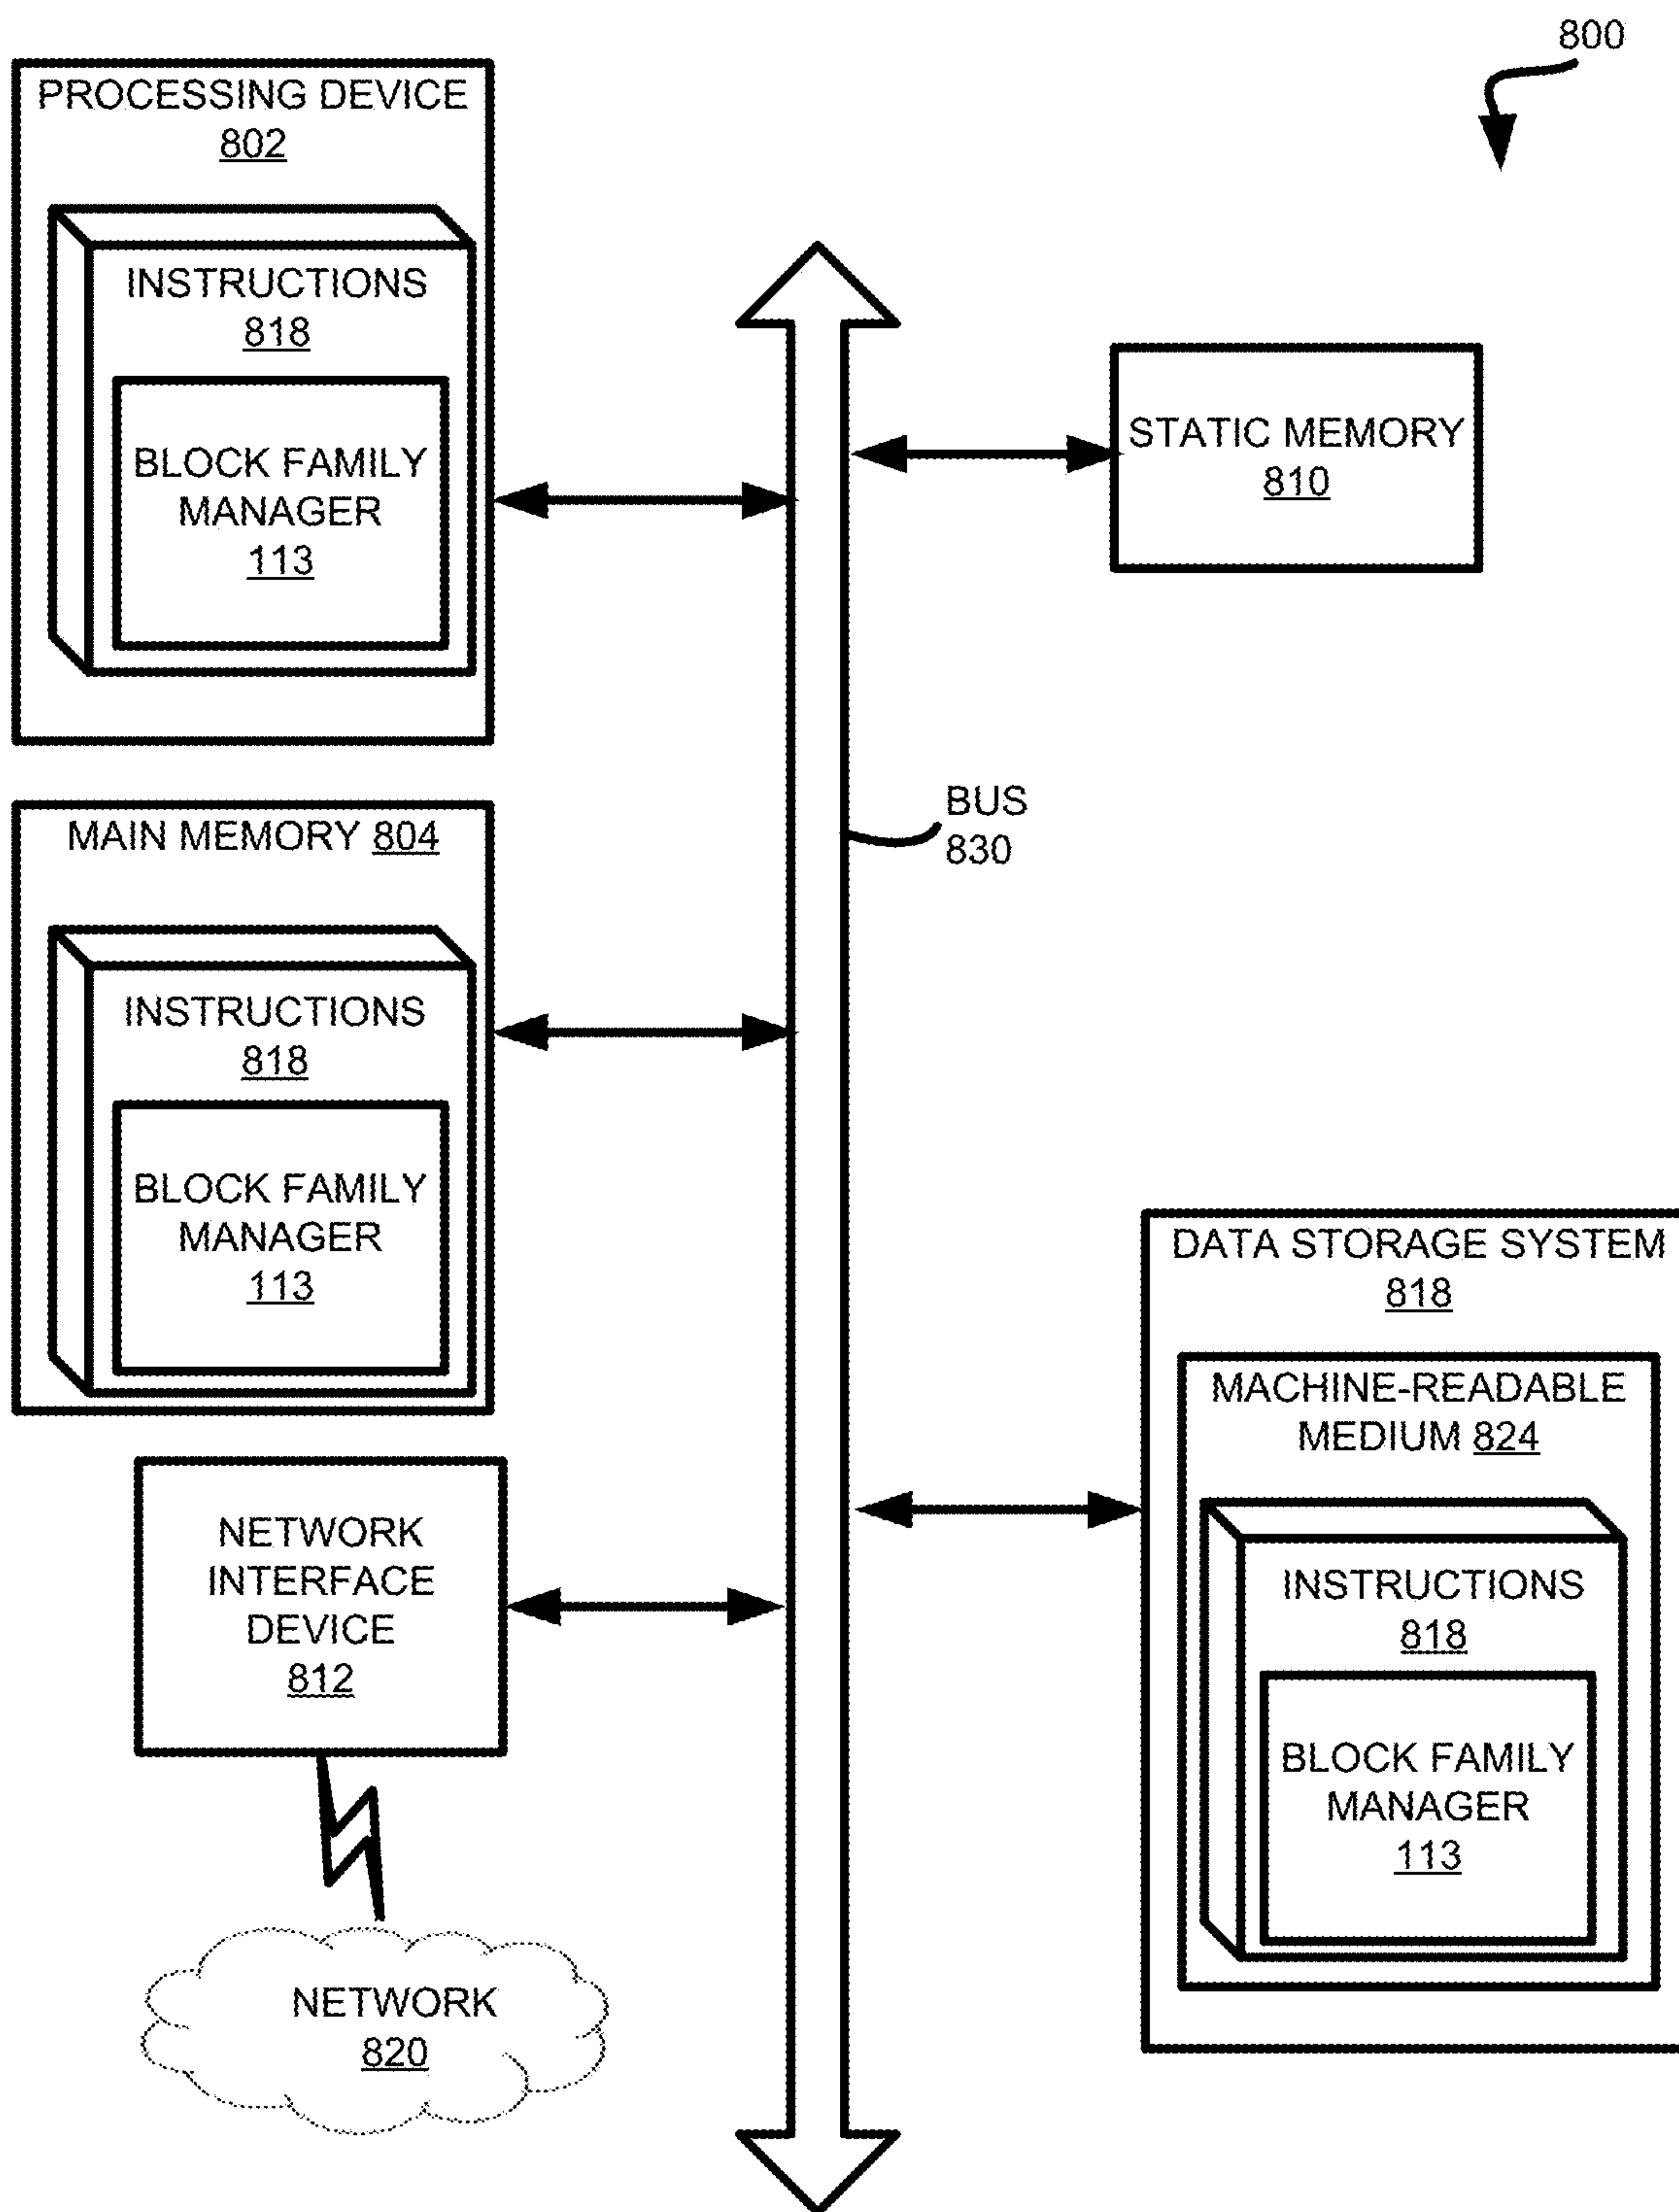 800
PROCESSING DEVICE
802
INSTRUCTIONS
818
BLOCK FAMILY
MANAGER
113
STATIC MEMORY
810
BUS
830
MAIN MEMORY 804
INSTRUCTIONS
818
BLOCK FAMILY
MANAGER
113
DATA STORAGE SYSTEM
818
MACHINE-READABLE
MEDIUM 824
INSTRUCTIONS
818
BLOCK FAMILY
MANAGER
113
NETWORK
INTERFACE
DEVICE
812
NETWORK
820